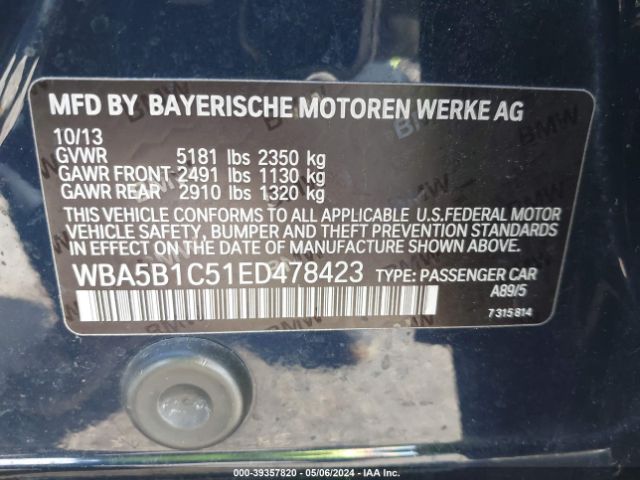 MFD BY BAYERISCHE MOTOREN WERKE AG
10/13
GVWR 5181 lbs 2350 kg
GAWR FRONT-2491 lbs 1130 kg
GAWR REAR 2910 lbs 1320 kg
THIS VEHICLE CONFORMS TO ALL APPLICABLE U.S.FEDERAL MOTOR
VEHICLE SAFETY, BUMPER AND THEFT PREVENTION STANDARDS
IN EFFECT ON THE DATE OF MANUFACTURE SHOWN ABOVE.
WBA5B1C51ED478423 TYPE: PASSENGER CAR
A89/5
7 315 814
000-39357820 - 05/06/2024 - IAA Inc.